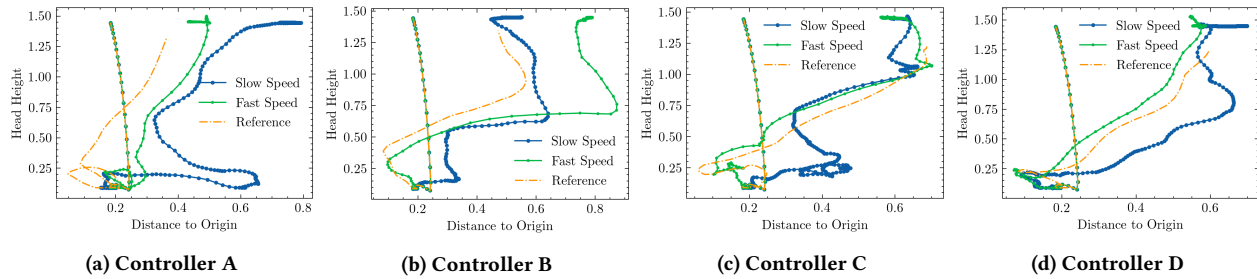 1.50
1.25
1.00
0.75
0.50
0.25
Head Height
0.2 0.4 0.6 0.8
Distance to Origin
Slow Speed
Fast Speed
Reference
(a) Controller A
1.50
1.25
1.00
0.75
0.50
0.25
Head Height
0.2 0.4 0.6 0.8
Distance to Origin
Slow Speed
Fast Speed
Reference
(b) Controller B
1.50
1.25
1.00
0.75
0.50
0.25
Head Height
0.2 0.4 0.6
Distance to Origin
Slow Speed
Fast Speed
Reference
(c) Controller C
1.50
1.25
1.00
0.75
0.50
0.25
Head Height
0.2 0.4 0.6
Distance to Origin
Slow Speed
Fast Speed
Reference
(d) Controller D